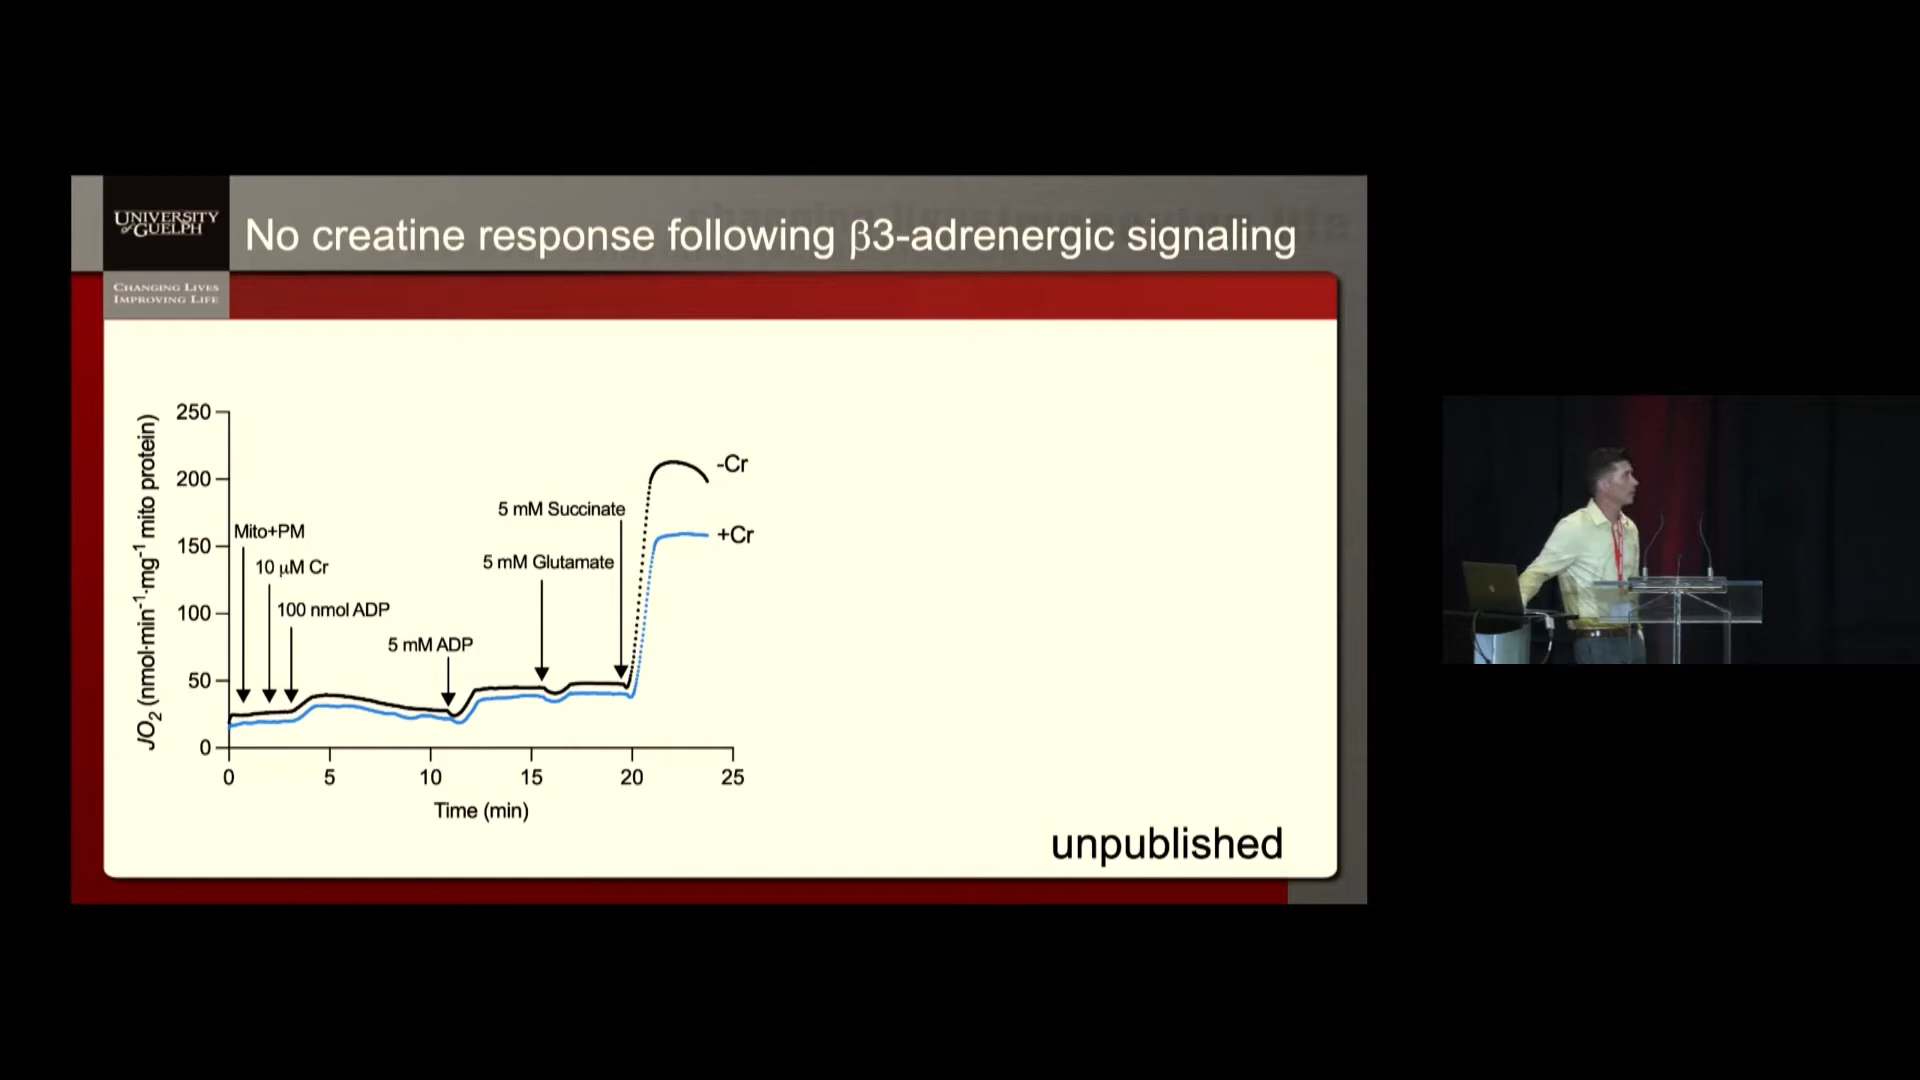 UNIVERSITY
of GUELPH
No creatine response following β3-adrenergic signaling
CHANGING LIVES
IMPROVING LIFE
JO2 (nmol·min-1·mg-1 mito protein)
250
200
150
100
50
0
Mito+PM
10 μM Cr
100 nmol ADP
5 mM ADP
5 mM Glutamate
5 mM Succinate
-Cr
+Cr
0 5 10 15 20 25
Time (min)
unpublished